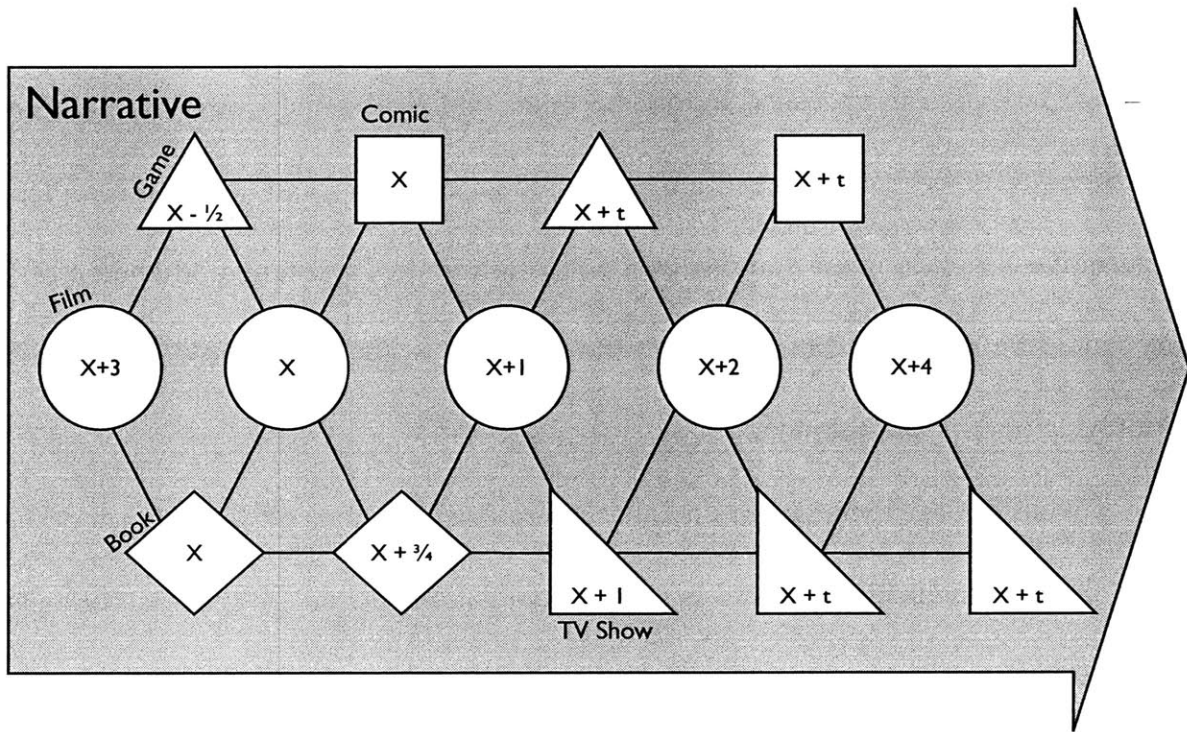 Narrative
Comic
Game
X - ½
X
X + t
X + t
Film
X+3
X
X+1
X+2
X+4
Book
X
X + ¾
X + 1
X + t
X + t
TV Show